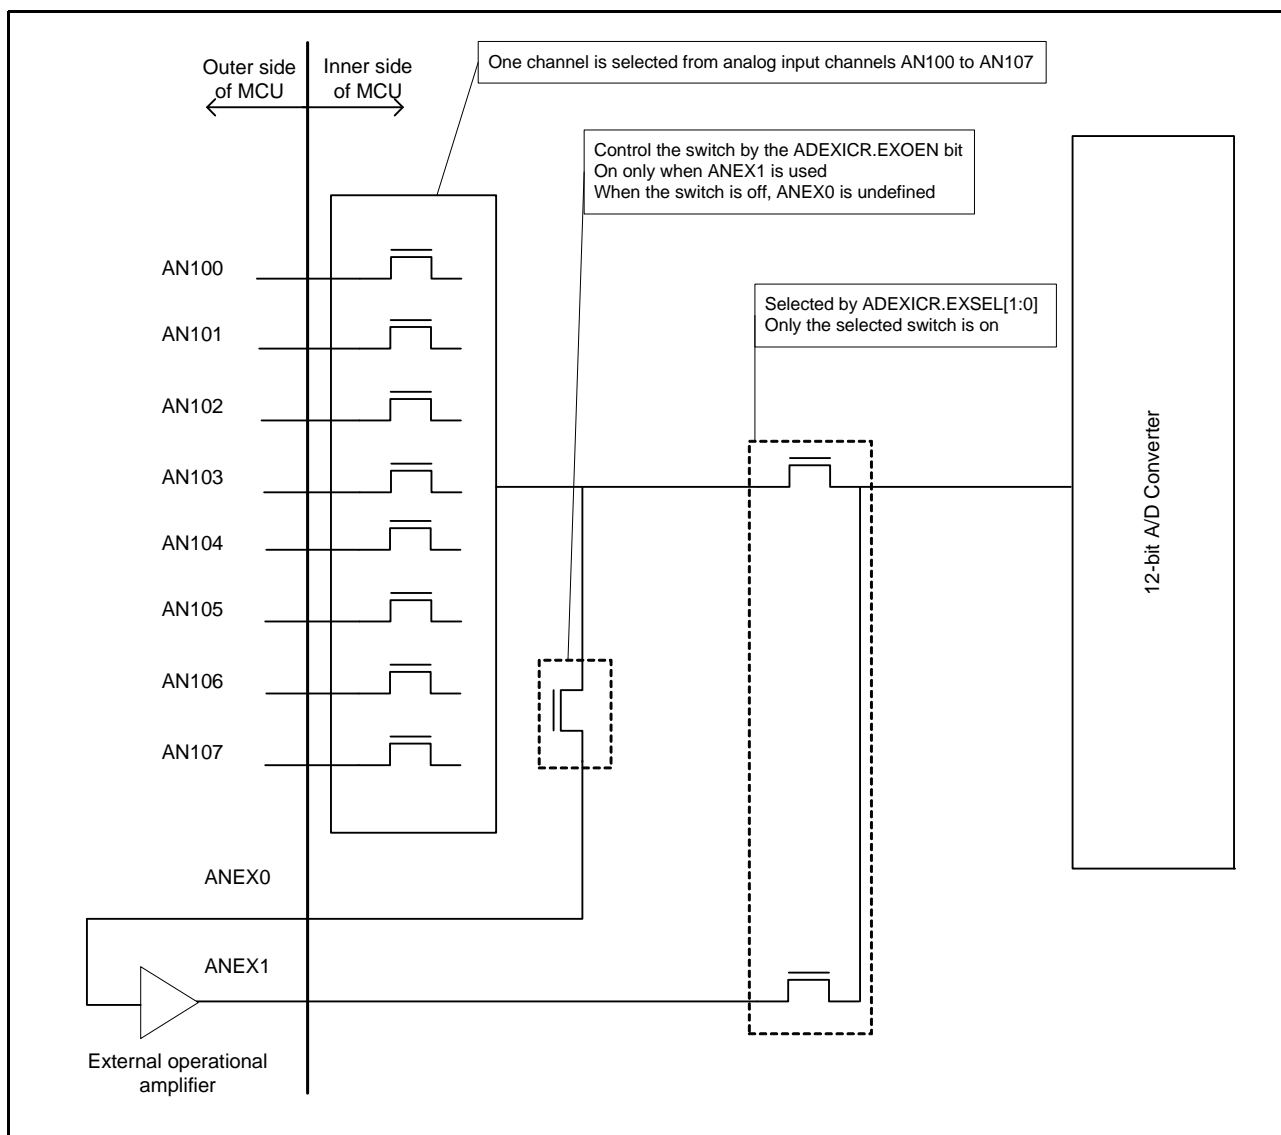 Outer side
of MCU
Inner side
of MCU
One channel is selected from analog input channels AN100 to AN107
Control the switch by the ADEXICR.EXOEN bit
On only when ANEX1 is used
When the switch is off, ANEX0 is undefined
Selected by ADEXICR.EXSEL[1:0]
Only the selected switch is on
AN100
AN101
AN102
AN103
AN104
AN105
AN106
AN107
12-bit A/D Converter
ANEX0
ANEX1
External operational
amplifier